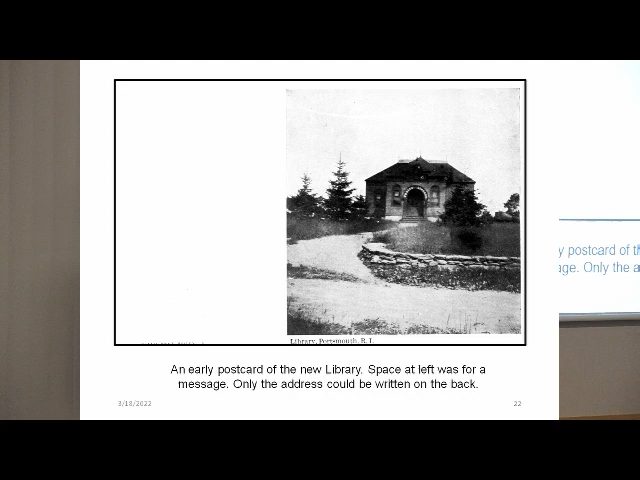 Library, Portsmouth, R. I.
An early postcard of the new Library. Space at left was for a
message. Only the address could be written on the back.
3/18/2022
22
y postcard of th
age. Only the a